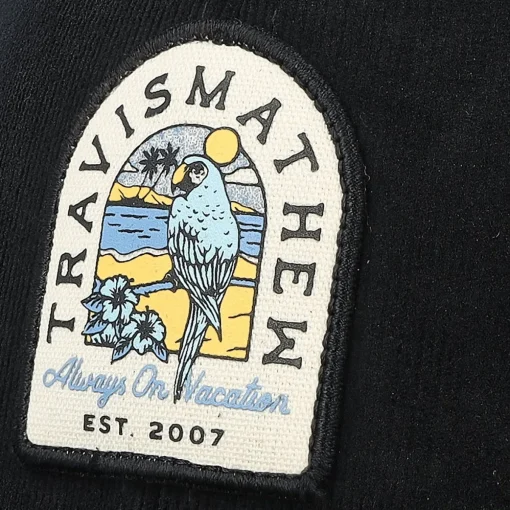 TRAVISMATHEW
Always On Vacation
EST. 2007